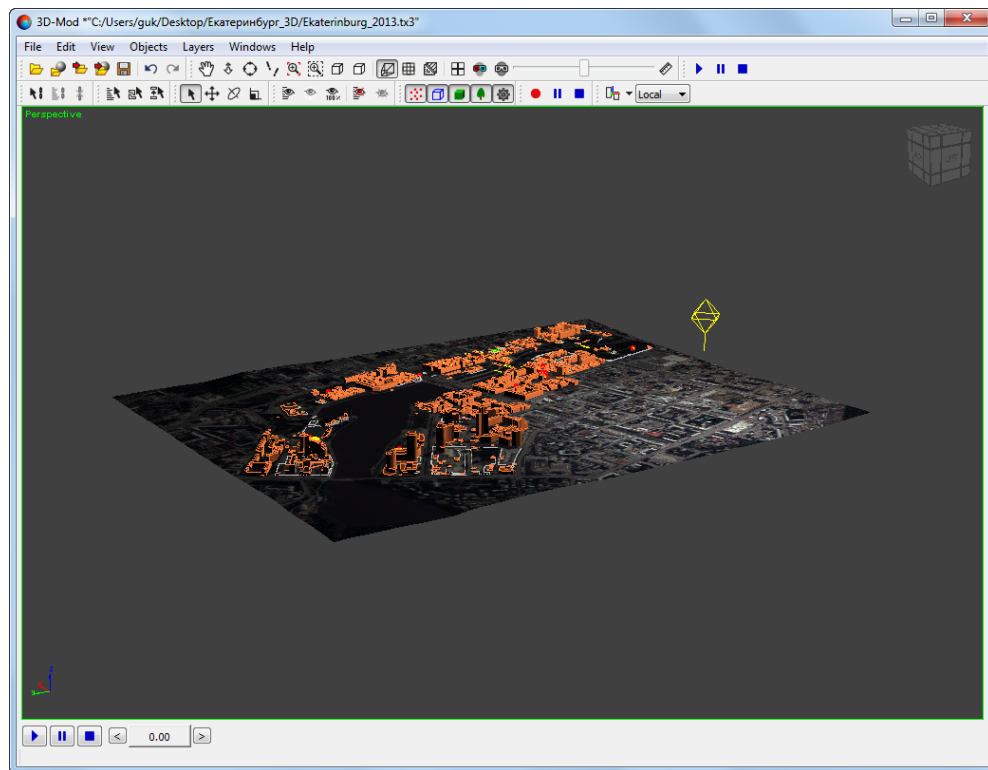 3D-Mod *"C:/Users/guk/Desktop/Екатеринбург_3D/Ekaterinburg_2013.tx3"
File Edit View Objects Layers Windows Help
Local
Perspective
0.00